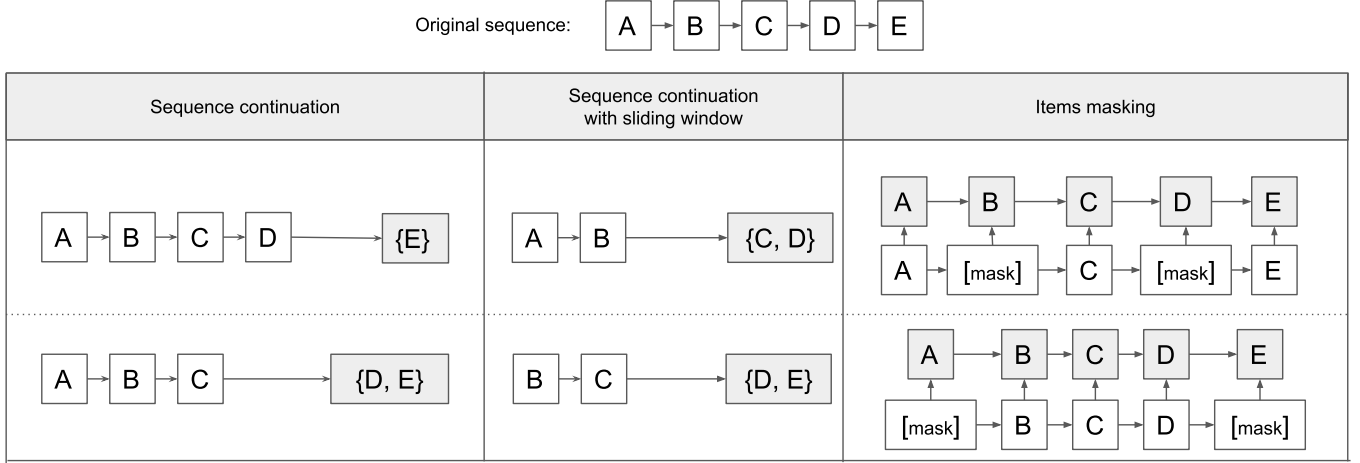 Original sequence: A B C D E
Sequence continuation
Sequence continuation
with sliding window
Items masking
A B C D {E}
A B {C, D}
A B C D E
A [mask] C [mask] E
A B C {D, E}
B C {D, E}
A B C D E
[mask] B C D [mask]